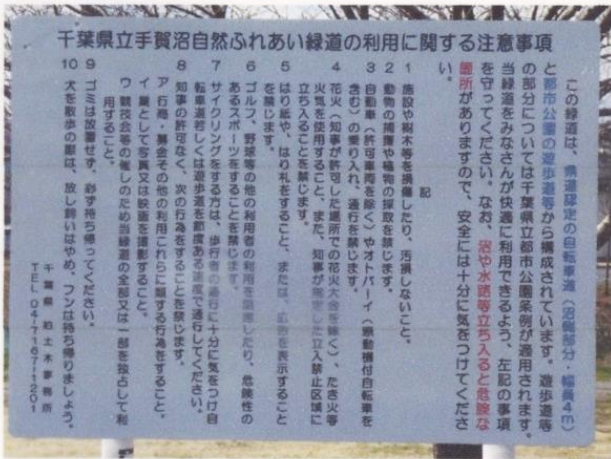 千葉県立手賀沼自然ふれあい緑道の利用に関する注意事項
この緑道は、県道認定の自転車道(沼側部分・幅員4m)
と都市公園の遊歩道等から構成されています。遊歩道等
の部分については千葉県立都市公園条例が適用されます。
当緑道をみなさんが快適に利用できるよう、左記の事項
を守ってください。なお、沼や水路等立ち入ると危険な
箇所がありますので、安全には十分に気をつけてくださ
い。
記
1 施設や樹木等を損傷したり、汚損しないこと。
2 動物の捕獲や植物の採取を禁じます。
3 自動車(許可車両を除く)やオートバイ(原動機付自転車を
含む)の乗り入れ、通行を禁じます。
4 花火(知事が許可した場所での花火大会を除く)、たき火等
火気を使用すること、また、知事が指定した立入禁止区域に
立ち入ることを禁じます。
5 はり紙や、はり札をすること、または、広告を表示すること
を禁じます。
6 ゴルフ、野球等の他の利用者の利用を阻害したり、危険性の
あるスポーツをすることを禁じます。
7 サイクリングをする方は、歩行者の通行に十分に気をつけ自
転車道若しくは遊歩道を節度ある速度で通行してください。
8 知事の許可なく、次の行為をすることを禁じます。
ア 行商・募金その他の利用これらに類する行為をすること。
イ 業として写真又は映画を撮影すること。
ウ 競技会等の催しのため当緑道の全部又は一部を独占して利
用すること。
9 ゴミは放置せず、必ず持ち帰ってください。
10 犬を散歩の際は、放し飼いはやめ、フンは持ち帰りましょう。
千葉県 柏土木事務所
TEL 04-7167-1201